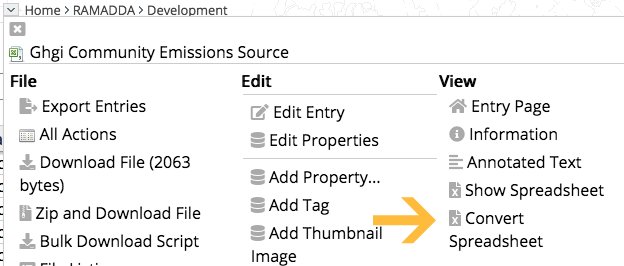 Home > RAMADDA > Development
Ghgi Community Emissions Source
File
Export Entries
All Actions
Download File (2063
bytes)
Zip and Download File
Bulk Download Script
File Listing
Edit
Edit Entry
Edit Properties
Add Property...
Add Tag
Add Thumbnail
Image
View
Entry Page
Information
Annotated Text
Show Spreadsheet
Convert
Spreadsheet